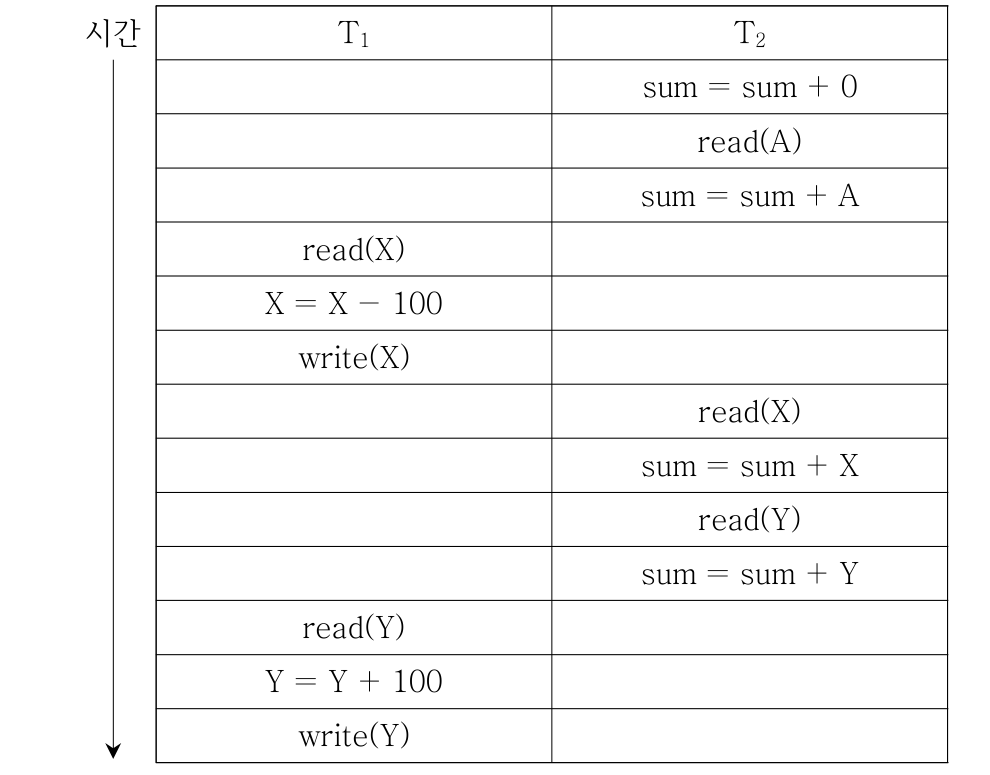 시간 T₁ T₂
sum = sum + 0
read(A)
sum = sum + A
read(X)
X = X − 100
write(X)
read(X)
sum = sum + X
read(Y)
sum = sum + Y
read(Y)
Y = Y + 100
write(Y)